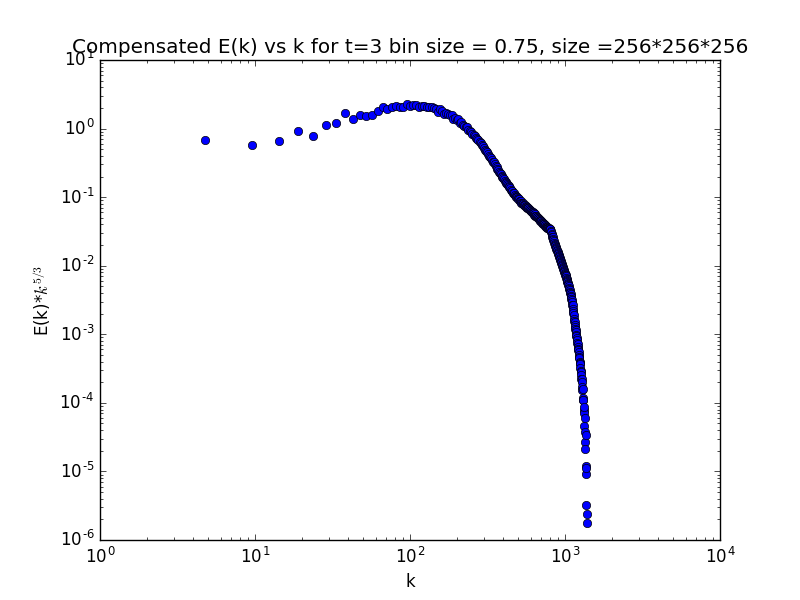 Compensated E(k) vs k for t=3 bin size = 0.75, size =256*256*256
10^1
10^0
10^-1
10^-2
10^-3
10^-4
10^-5
10^-6
E(k)*k^5/3
10^0 10^1 10^2 10^3 10^4
k